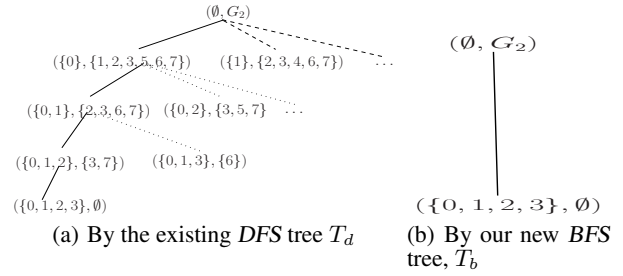 (∅, G₂)
({0}, {1, 2, 3, 5, 6, 7}) ({1}, {2, 3, 4, 6, 7}) ...
({0, 1}, {2, 3, 6, 7}) ({0, 2}, {3, 5, 7} ...
({0, 1, 2}, {3, 7}) ({0, 1, 3}, {6})
({0, 1, 2, 3}, ∅)
(a) By the existing DFS tree T_d
(∅, G₂)
({0, 1, 2, 3}, ∅)
(b) By our new BFS
tree, T_b